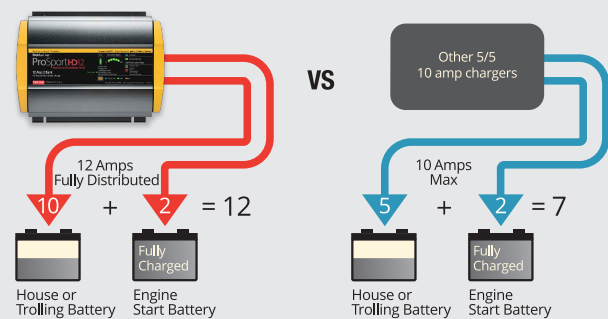 ProSport HD 12
VS
Other 5/5
10 amp chargers
12 Amps
Fully Distributed
10 + 2 = 12
Fully
Charged
House or
Trolling Battery
Engine
Start Battery
10 Amps
Max
5 + 2 = 7
Fully
Charged
House or
Trolling Battery
Engine
Start Battery